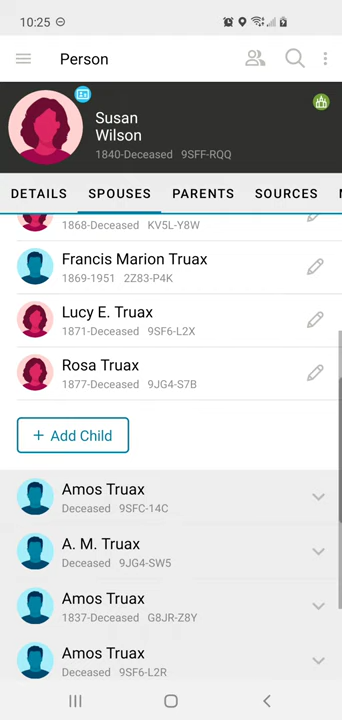 10:25
Person
Susan
Wilson
1840-Deceased 9SFF-RQQ
DETAILS SPOUSES PARENTS SOURCES
1868-Deceased KV5L-Y8W
Francis Marion Truax
1869-1951 2Z83-P4K
Lucy E. Truax
1871-Deceased 9SF6-L2X
Rosa Truax
1877-Deceased 9JG4-S7B
+ Add Child
Amos Truax
Deceased 9SFC-14C
A. M. Truax
Deceased 9JG4-SW5
Amos Truax
1837-Deceased G8JR-Z8Y
Amos Truax
Deceased 9SF6-L2R